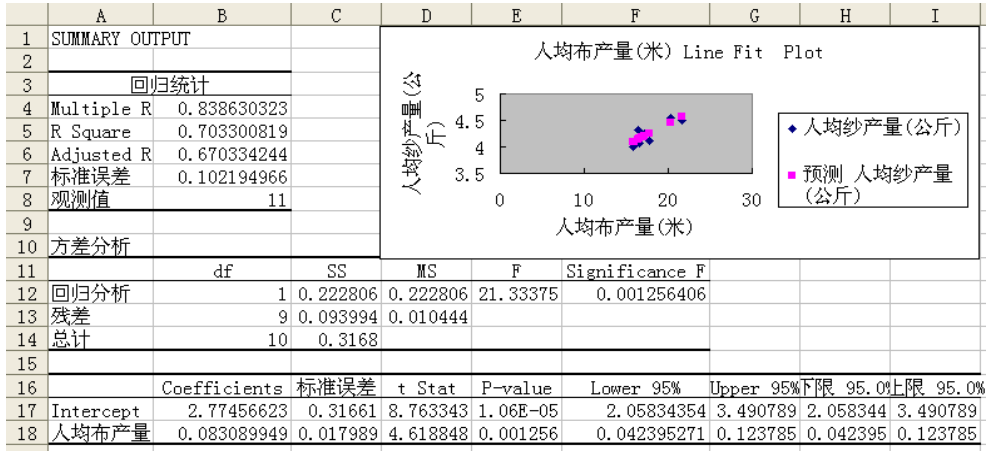 A B C D E F G H I
1 SUMMARY OUTPUT
2
3 回归统计
4 Multiple R 0.838630323
5 R Square 0.703300819
6 Adjusted R 0.670334244
7 标准误差 0.102194966
8 观测值 11
9
10 方差分析
人均布产量(米) Line Fit Plot
人均纱产量(公斤)
5
4.5
4
3.5
0 10 20 30
人均布产量(米)
人均纱产量(公斤)
预测 人均纱产量
(公斤)
11 df SS MS F Significance F
12 回归分析 1 0.222806 0.222806 21.33375 0.001256406
13 残差 9 0.093994 0.010444
14 总计 10 0.3168
15
16 Coefficients 标准误差 t Stat P-value Lower 95% Upper 95% 下限 95.0% 上限 95.0%
17 Intercept 2.77456623 0.31661 8.763343 1.06E-05 2.05834354 3.490789 2.058344 3.490789
18 人均布产量 0.083089949 0.017989 4.618848 0.001256 0.042395271 0.123785 0.042395 0.123785